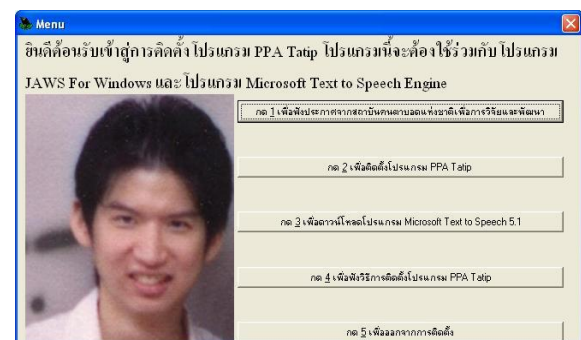 Menu
ยินดีต้อนรับเข้าสู่การติดตั้งโปรแกรม PPA Tatip โปรแกรมนี้จะต้องใช้ร่วมกับโปรแกรม
JAWS For Windows และโปรแกรม Microsoft Text to Speech Engine
กด 1 เพื่อฟังประกาศจากสถาบันคนตาบอดแห่งชาติเพื่อการวิจัยและพัฒนา
กด 2 เพื่อติดตั้งโปรแกรม PPA Tatip
กด 3 เพื่อดาวน์โหลดโปรแกรม Microsoft Text to Speech 5.1
กด 4 เพื่อฟังวิธีการติดตั้งโปรแกรม PPA Tatip
กด 5 เพื่อออกจากการติดตั้ง